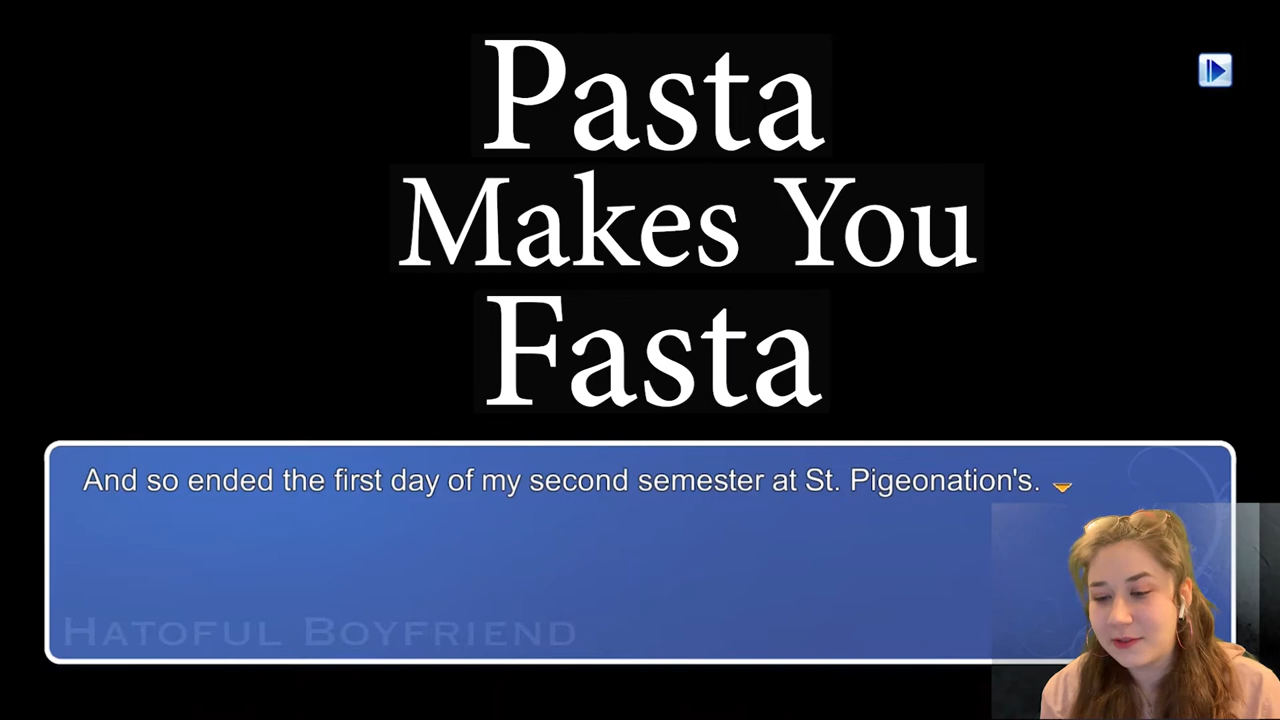 Pasta
Makes You
Fasta
And so ended the first day of my second semester at St. Pigeonation's.
HATOFUL BOYFRIEND